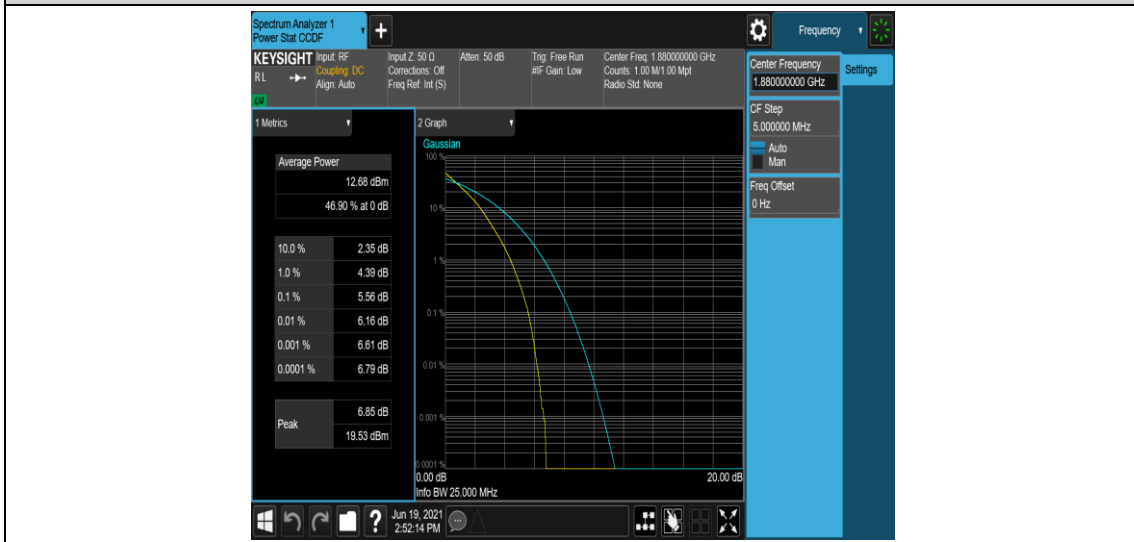 Spectrum Analyzer 1
Power Stat CCDF
+
Frequency
KEYSIGHT
RL
LXI
Input: RF
Coupling: DC
Align: Auto
Input Z: 50 Ω
Corrections: Off
Freq Ref: Int (S)
Atten: 50 dB
Trig: Free Run
#IF Gain: Low
Center Freq: 1.880000000 GHz
Counts: 1.00 M/1.00 Mpt
Radio Std: None
Center Frequency
1.880000000 GHz
Settings
CF Step
5.000000 MHz
Auto
Man
Freq Offset
0 Hz
1 Metrics
Average Power
12.68 dBm
46.90 % at 0 dB
10.0 % 2.35 dB
1.0 % 4.39 dB
0.1 % 5.56 dB
0.01 % 6.16 dB
0.001 % 6.61 dB
0.0001 % 6.79 dB
Peak
6.85 dB
19.53 dBm
2 Graph
Gaussian
100 %
10 %
1 %
0.1 %
0.01 %
0.001 %
0.0001 %
0.00 dB 20.00 dB
Info BW 25.000 MHz
?
Jun 19, 2021
2:52:14 PM